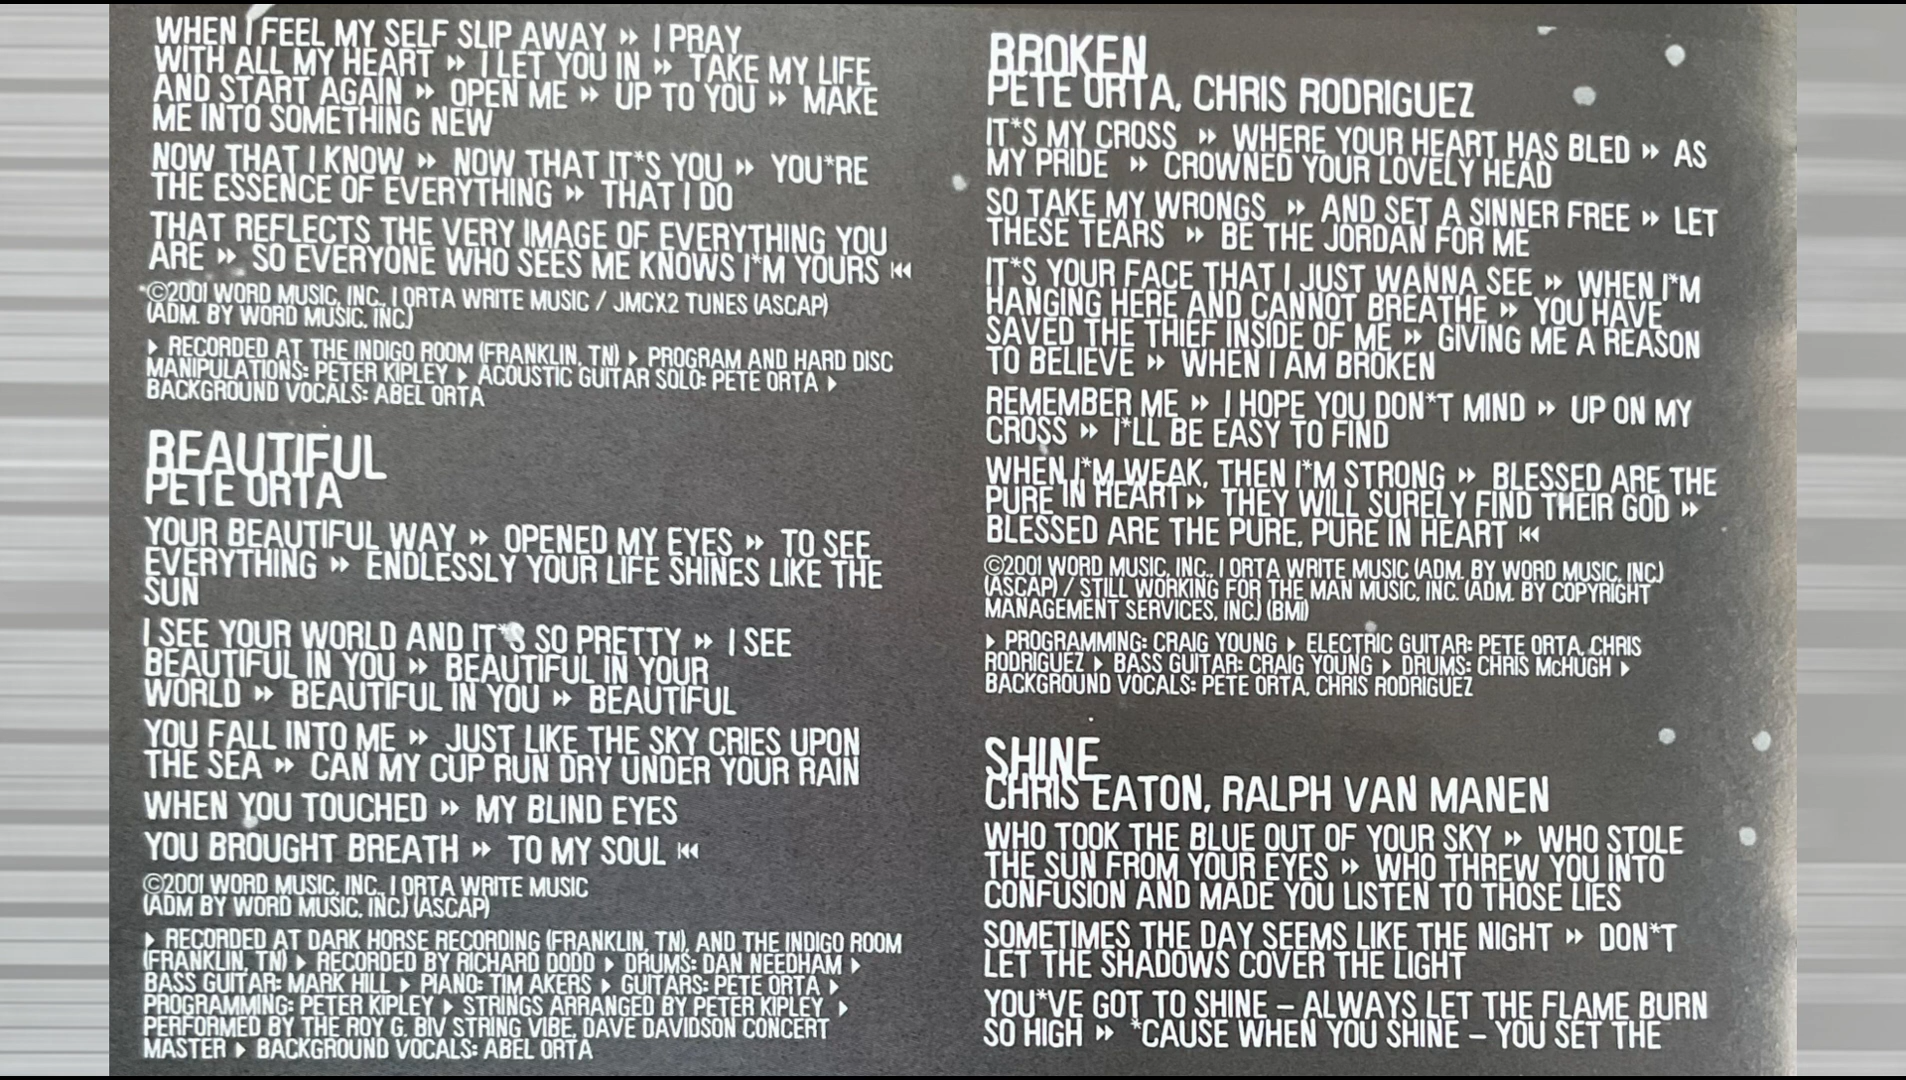 WHEN I FEEL MY SELF SLIP AWAY » I PRAY
WITH ALL MY HEART » I LET YOU IN » TAKE MY LIFE
AND START AGAIN » OPEN ME » UP TO YOU » MAKE
ME INTO SOMETHING NEW
NOW THAT I KNOW » NOW THAT IT*S YOU » YOU*RE
THE ESSENCE OF EVERYTHING » THAT I DO
THAT REFLECTS THE VERY IMAGE OF EVERYTHING YOU
ARE » SO EVERYONE WHO SEES ME KNOWS I*M YOURS ⏮
©2001 WORD MUSIC, INC., I ORTA WRITE MUSIC / JMCX2 TUNES (ASCAP)
(ADM. BY WORD MUSIC, INC.)
▶ RECORDED AT THE INDIGO ROOM (FRANKLIN, TN) ▶ PROGRAM AND HARD DISC
MANIPULATIONS: PETER KIPLEY ▶ ACOUSTIC GUITAR SOLO: PETE ORTA ▶
BACKGROUND VOCALS: ABEL ORTA
BEAUTIFUL
PETE ORTA
YOUR BEAUTIFUL WAY » OPENED MY EYES » TO SEE
EVERYTHING » ENDLESSLY YOUR LIFE SHINES LIKE THE
SUN
I SEE YOUR WORLD AND IT*S SO PRETTY » I SEE
BEAUTIFUL IN YOU » BEAUTIFUL IN YOUR
WORLD » BEAUTIFUL IN YOU » BEAUTIFUL
YOU FALL INTO ME » JUST LIKE THE SKY CRIES UPON
THE SEA » CAN MY CUP RUN DRY UNDER YOUR RAIN
WHEN YOU TOUCHED » MY BLIND EYES
YOU BROUGHT BREATH » TO MY SOUL ⏮
©2001 WORD MUSIC, INC., I ORTA WRITE MUSIC
(ADM BY WORD MUSIC, INC.) (ASCAP)
▶ RECORDED AT DARK HORSE RECORDING (FRANKLIN, TN), AND THE INDIGO ROOM
(FRANKLIN, TN) ▶ RECORDED BY RICHARD DODD ▶ DRUMS: DAN NEEDHAM ▶
BASS GUITAR: MARK HILL ▶ PIANO: TIM AKERS ▶ GUITARS: PETE ORTA ▶
PROGRAMMING: PETER KIPLEY ▶ STRINGS ARRANGED BY PETER KIPLEY ▶
PERFORMED BY THE ROY G. BIV STRING VIBE, DAVE DAVIDSON CONCERT
MASTER ▶ BACKGROUND VOCALS: ABEL ORTA
BROKEN
PETE ORTA, CHRIS RODRIGUEZ
IT*S MY CROSS » WHERE YOUR HEART HAS BLED » AS
MY PRIDE » CROWNED YOUR LOVELY HEAD
SO TAKE MY WRONGS » AND SET A SINNER FREE » LET
THESE TEARS » BE THE JORDAN FOR ME
IT*S YOUR FACE THAT I JUST WANNA SEE » WHEN I*M
HANGING HERE AND CANNOT BREATHE » YOU HAVE
SAVED THE THIEF INSIDE OF ME » GIVING ME A REASON
TO BELIEVE » WHEN I AM BROKEN
REMEMBER ME » I HOPE YOU DON*T MIND » UP ON MY
CROSS » I*LL BE EASY TO FIND
WHEN I*M WEAK, THEN I*M STRONG » BLESSED ARE THE
PURE IN HEART » THEY WILL SURELY FIND THEIR GOD »
BLESSED ARE THE PURE, PURE IN HEART ⏮
©2001 WORD MUSIC, INC., I ORTA WRITE MUSIC (ADM. BY WORD MUSIC, INC.)
(ASCAP) / STILL WORKING FOR THE MAN MUSIC, INC. (ADM. BY COPYRIGHT
MANAGEMENT SERVICES, INC.) (BMI)
▶ PROGRAMMING: CRAIG YOUNG ▶ ELECTRIC GUITAR: PETE ORTA, CHRIS
RODRIGUEZ ▶ BASS GUITAR: CRAIG YOUNG ▶ DRUMS: CHRIS McHUGH ▶
BACKGROUND VOCALS: PETE ORTA, CHRIS RODRIGUEZ
SHINE
CHRIS EATON, RALPH VAN MANEN
WHO TOOK THE BLUE OUT OF YOUR SKY » WHO STOLE
THE SUN FROM YOUR EYES » WHO THREW YOU INTO
CONFUSION AND MADE YOU LISTEN TO THOSE LIES
SOMETIMES THE DAY SEEMS LIKE THE NIGHT » DON*T
LET THE SHADOWS COVER THE LIGHT
YOU*VE GOT TO SHINE – ALWAYS LET THE FLAME BURN
SO HIGH » *CAUSE WHEN YOU SHINE – YOU SET THE